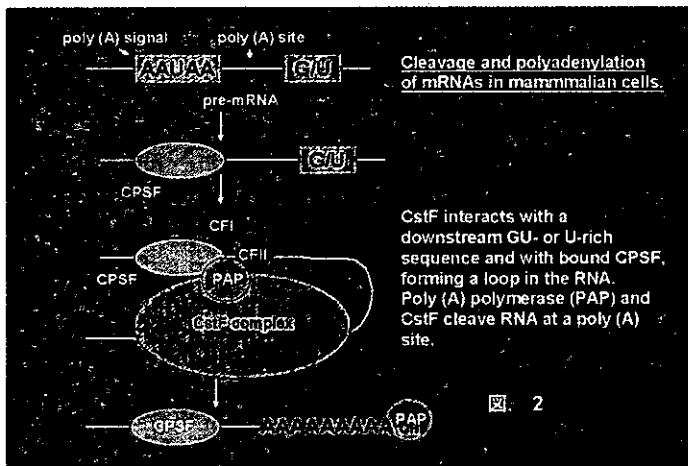 poly (A) signal
poly (A) site
AAUAA
G/U
Cleavage and polyadenylation
of mRNAs in mammmalian cells.
pre-mRNA
G/U
CPSF
CFI
CFII
CPSF
PAP
CstF complex
CstF interacts with a
downstream GU- or U-rich
sequence and with bound CPSF,
forming a loop in the RNA.
Poly (A) polymerase (PAP) and
CstF cleave RNA at a poly (A)
site.
図. 2
CPSF
AAAAAAAAA
PAP